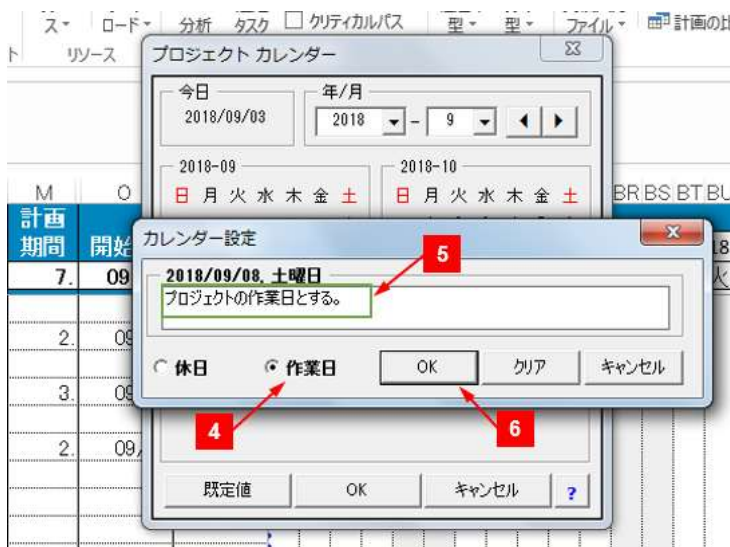 ス ロード 分析 タスク クリティカルパス 型 型 ファイル 計画の比
ト リソース
プロジェクト カレンダー
今日 年/月
2018/09/03 2018 - 9
2018-09 2018-10
日 月 火 水 木 金 土 日 月 火 水 木 金 土
M O BR BS BT BU
計画
期間 開始
カレンダー設定
5
18
7. 09
2018/09/08, 土曜日
火
プロジェクトの作業日とする。
2. 09
休日 作業日 OK クリア キャンセル
3. 09
4 6
2. 09/
既定値 OK キャンセル ?